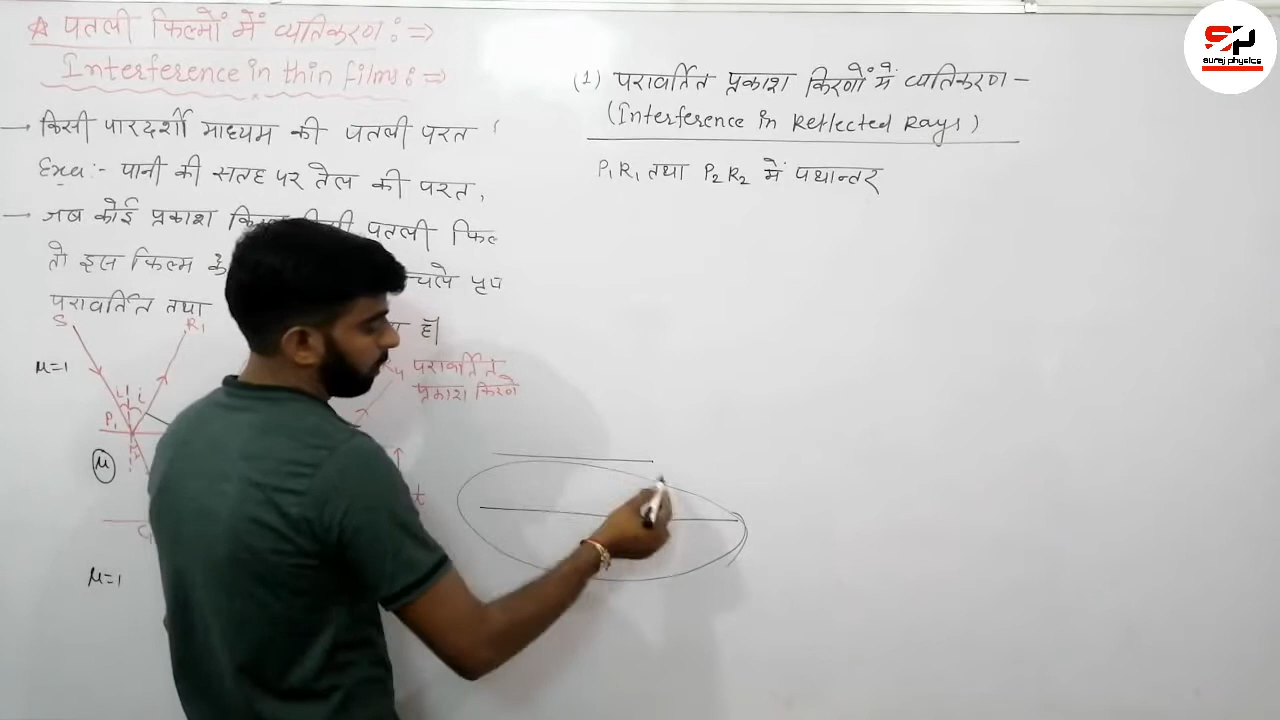 ☆ पतली फिल्मों में व्यतिकरण :⇒
Interference in thin films :⇒
→ किसी पारदर्शी माध्यम की पतली परत (
Exa :- पानी की सतह पर तेल की परत,
→ जब कोई प्रकाश पतली
तो इस फिल्म के
परावर्तित तथा
है।
S
R₁
μ=1
i
i
P₁
μ
t
μ=1
परावर्तित
प्रकाश किरणे
(1) परावर्तित प्रकाश किरणों में व्यतिकरण -
(Interference in Reflected Rays)
P₁R₁ तथा P₂R₂ में पथान्तर
SP
suraj physics